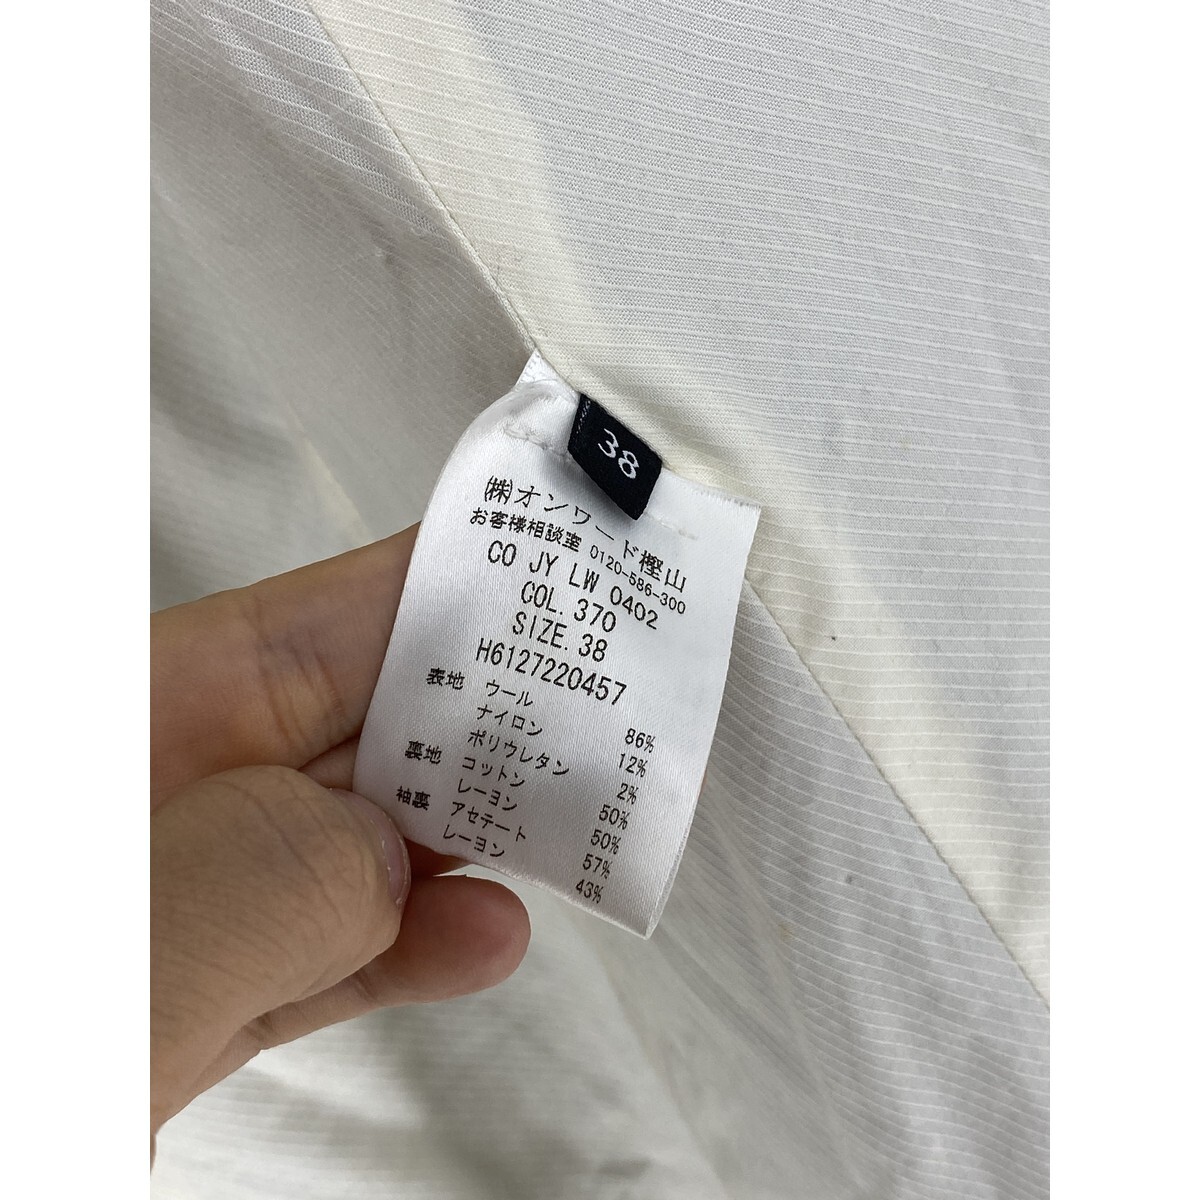 38
(株)オンワード樫山
お客様相談室 0120-586-300
CO JY LW 0402
COL. 370
SIZE. 38
H6127220457
表地 ウール 86%
ナイロン 12%
ポリウレタン 2%
裏地 コットン 50%
レーヨン 50%
袖裏 アセテート 57%
レーヨン 43%